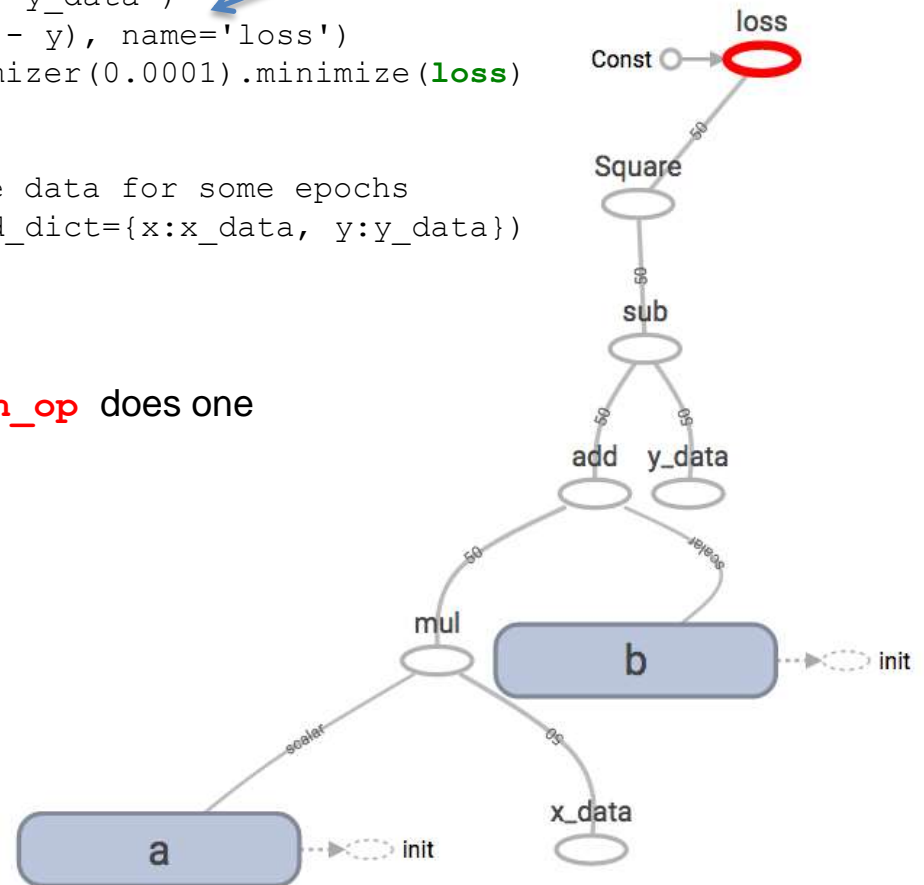 y_data')
- y), name='loss')
mizer(0.0001).minimize(loss)
e data for some epochs
d_dict={x:x_data, y:y_data})
n_op does one
loss
Const
50
Square
50
sub
50
50
add
y_data
50
scalar
mul
b
init
scalar
50
x_data
a
init